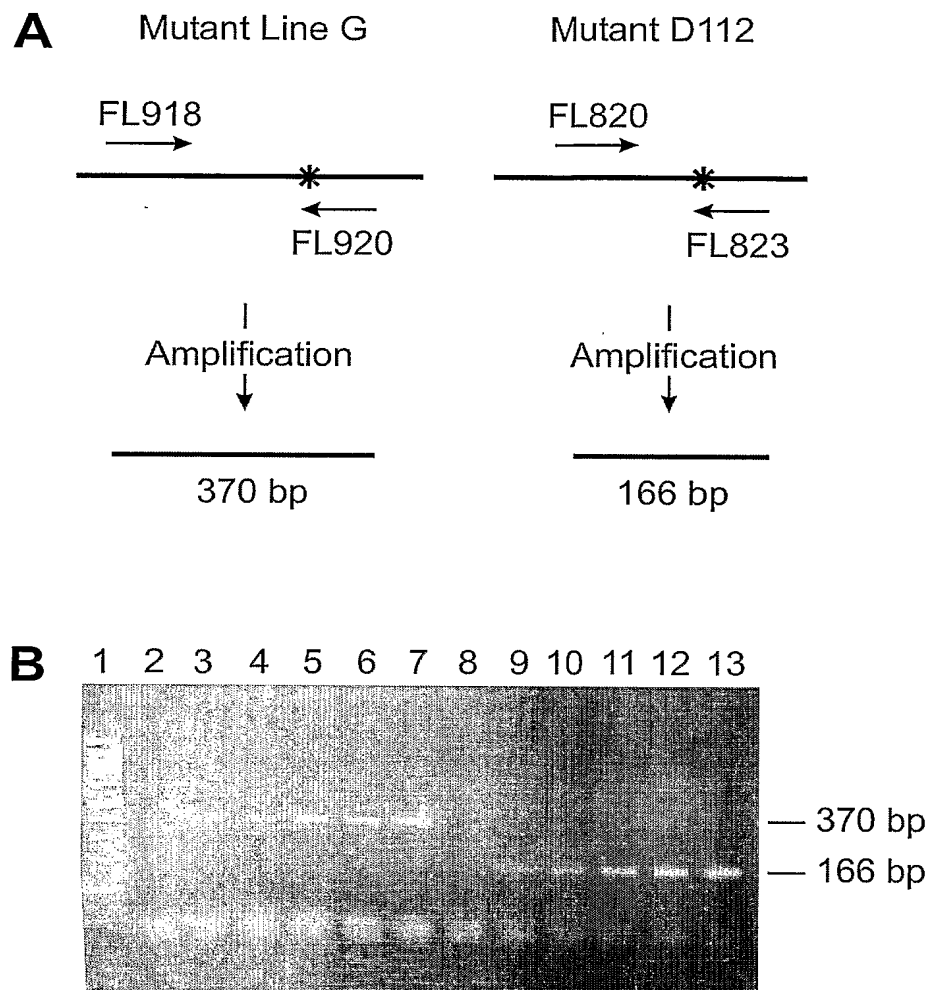 A
Mutant Line G
Mutant D112
FL918
FL820
FL920
FL823
Amplification
Amplification
370 bp
166 bp
B
1 2 3 4 5 6 7 8 9 10 11 12 13
370 bp
166 bp